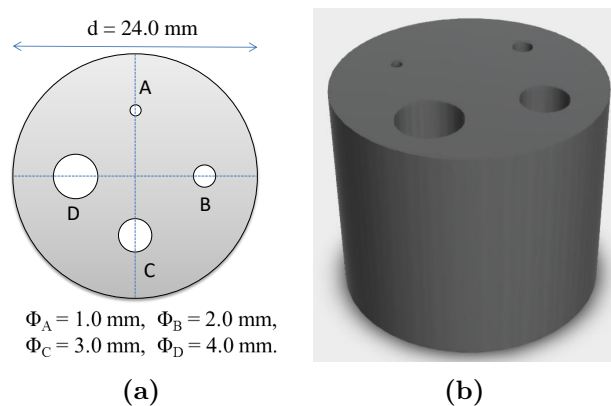 d = 24.0 mm
A
B
C
D
Φ_A = 1.0 mm, Φ_B = 2.0 mm,
Φ_C = 3.0 mm, Φ_D = 4.0 mm.
(a)
(b)